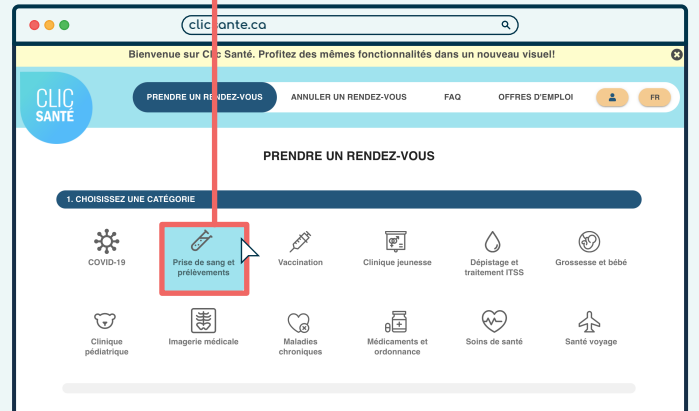 clicsante.ca
Bienvenue sur Clic Santé. Profitez des mêmes fonctionnalités dans un nouveau visuel!
CLIC
SANTÉ
PRENDRE UN RENDEZ-VOUS
ANNULER UN RENDEZ-VOUS
FAQ
OFFRES D'EMPLOI
FR
PRENDRE UN RENDEZ-VOUS
1. CHOISISSEZ UNE CATÉGORIE
COVID-19
Prise de sang et
prélèvements
Vaccination
Clinique jeunesse
Dépistage et
traitement ITSS
Grossesse et bébé
Clinique
pédiatrique
Imagerie médicale
Maladies
chroniques
Médicaments et
ordonnance
Soins de santé
Santé voyage